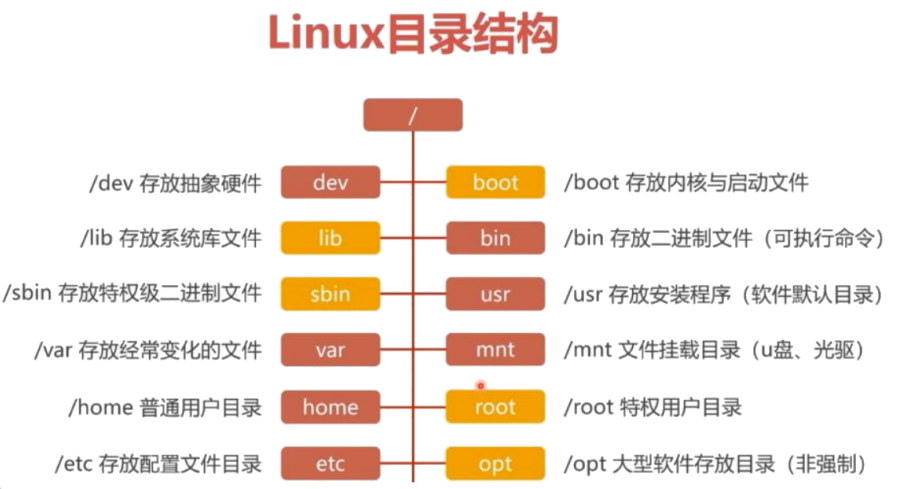 Linux目录结构
/
/dev 存放抽象硬件 dev boot /boot 存放内核与启动文件
/lib 存放系统库文件 lib bin /bin 存放二进制文件（可执行命令）
/sbin 存放特权级二进制文件 sbin usr /usr 存放安装程序（软件默认目录）
/var 存放经常变化的文件 var mnt /mnt 文件挂载目录（u盘、光驱）
/home 普通用户目录 home root /root 特权用户目录
/etc 存放配置文件目录 etc opt /opt 大型软件存放目录（非强制）